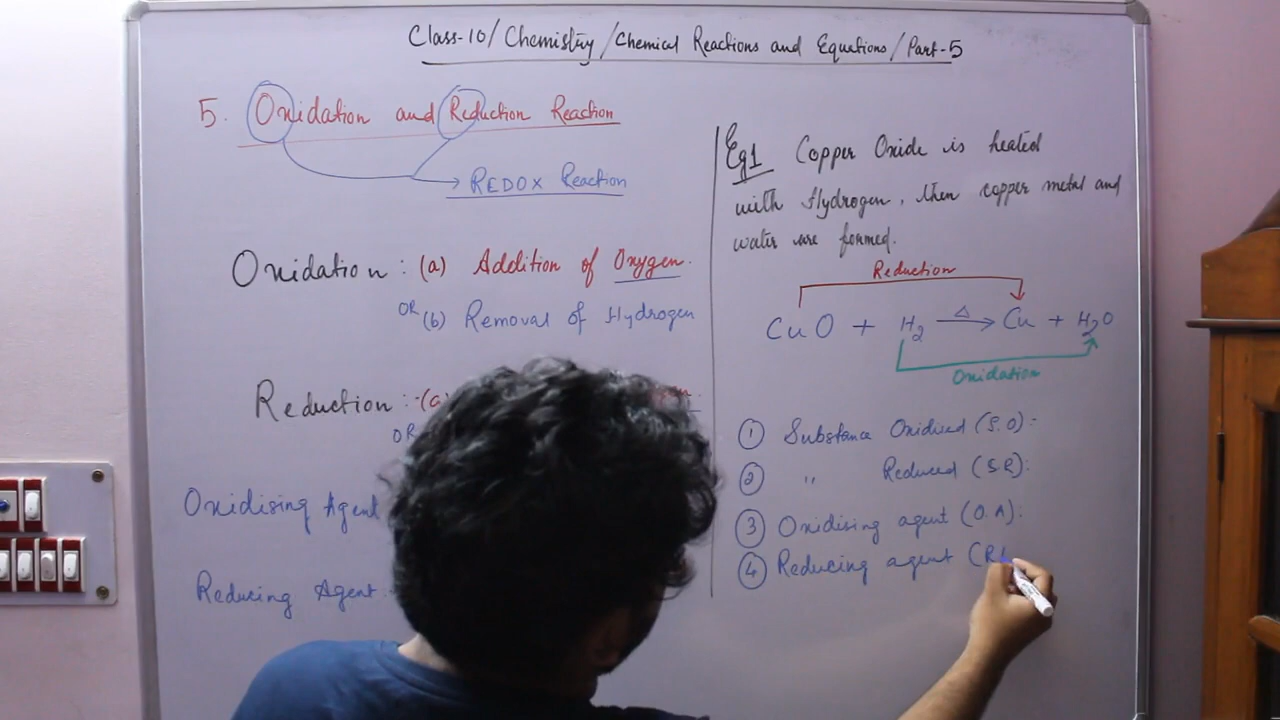 Class-10/Chemistry/Chemical Reactions and Equations/Part-5
5. Oxidation and Reduction Reaction
REDOX Reaction
Oxidation : (a) Addition of Oxygen.
OR (b) Removal of Hydrogen
Reduction :- (a
OR
Oxidising Agent
Reducing Agent :-
Eg1 Copper Oxide is heated
with Hydrogen, then copper metal and
water are formed.
Reduction
CuO + H2 Δ→ Cu + H2O
Oxidation
1 Substance Oxidised (S.O):-
2 " Reduced (S.R):
3 Oxidising agent (O.A):
4 Reducing agent (R